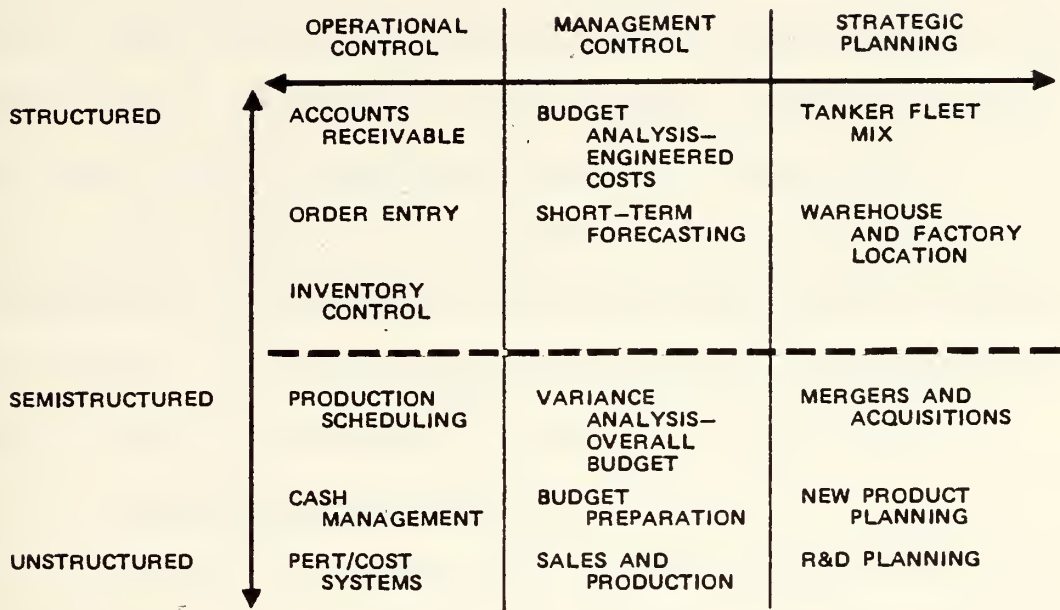 OPERATIONAL CONTROL MANAGEMENT CONTROL STRATEGIC PLANNING
STRUCTURED
ACCOUNTS
RECEIVABLE
BUDGET
ANALYSIS—
ENGINEERED
COSTS
TANKER FLEET
MIX
ORDER ENTRY
SHORT—TERM
FORECASTING
WAREHOUSE
AND FACTORY
LOCATION
INVENTORY
CONTROL
SEMISTRUCTURED
PRODUCTION
SCHEDULING
VARIANCE
ANALYSIS—
OVERALL
BUDGET
MERGERS AND
ACQUISITIONS
CASH
MANAGEMENT
BUDGET
PREPARATION
NEW PRODUCT
PLANNING
UNSTRUCTURED
PERT/COST
SYSTEMS
SALES AND
PRODUCTION
R&D PLANNING